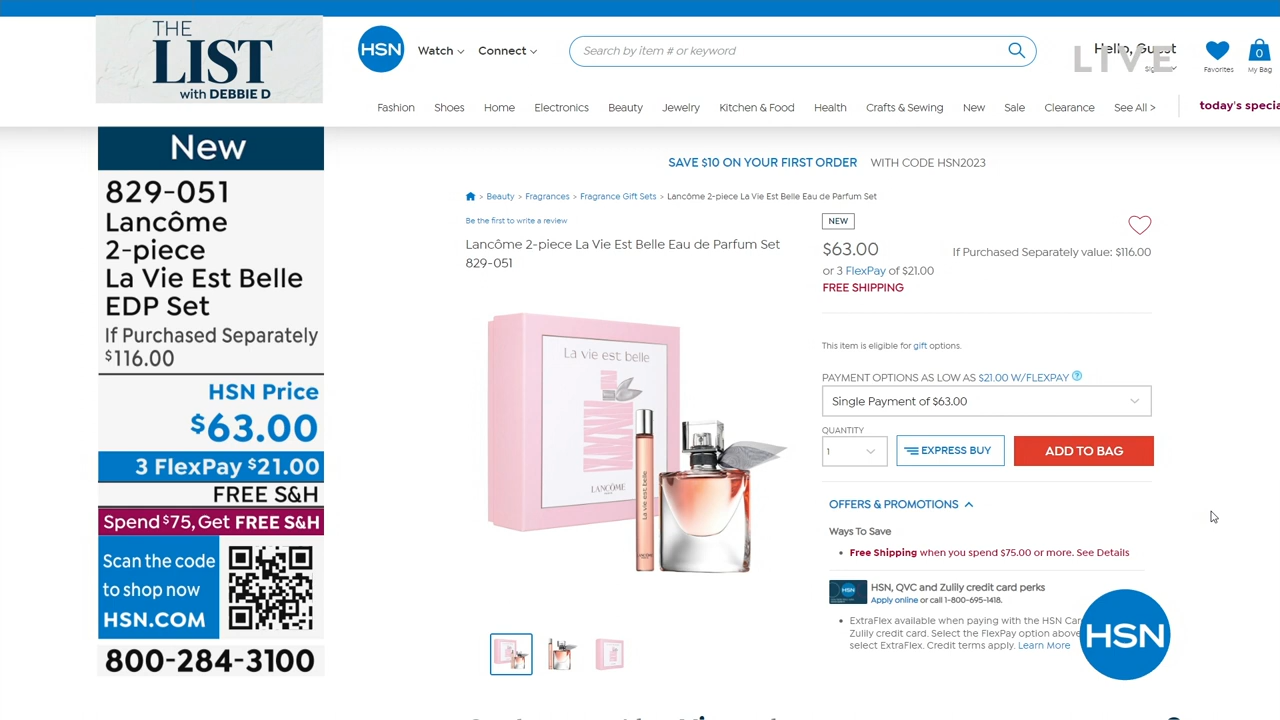 THE
LIST
with DEBBIE D
New
829-051
Lancôme
2-piece
La Vie Est Belle
EDP Set
If Purchased Separately
$116.00
HSN Price
$63.00
3 FlexPay $21.00
FREE S&H
Spend $75, Get FREE S&H
Scan the code
to shop now
HSN.COM
800-284-3100
HSN
Watch
Connect
Search by item # or keyword
Hello, Guest
LIVE
Favorites
0
My Bag
Fashion Shoes Home Electronics Beauty Jewelry Kitchen & Food Health Crafts & Sewing New Sale Clearance See All > today's specia
SAVE $10 ON YOUR FIRST ORDER WITH CODE HSN2023
> Beauty > Fragrances > Fragrance Gift Sets > Lancôme 2-piece La Vie Est Belle Eau de Parfum Set
Be the first to write a review
Lancôme 2-piece La Vie Est Belle Eau de Parfum Set
829-051
La vie est belle
LANCÔME
La vie est belle
NEW
$63.00
If Purchased Separately value: $116.00
or 3 FlexPay of $21.00
FREE SHIPPING
This item is eligible for gift options.
PAYMENT OPTIONS AS LOW AS $21.00 W/FLEXPAY ?
Single Payment of $63.00
QUANTITY
1
EXPRESS BUY
ADD TO BAG
OFFERS & PROMOTIONS
Ways To Save
• Free Shipping when you spend $75.00 or more. See Details
HSN
HSN, QVC and Zulily credit card perks
Apply online or call 1-800-695-1418.
• ExtraFlex available when paying with the HSN Car
Zulily credit card. Select the FlexPay option above
select ExtraFlex. Credit terms apply. Learn More
HSN